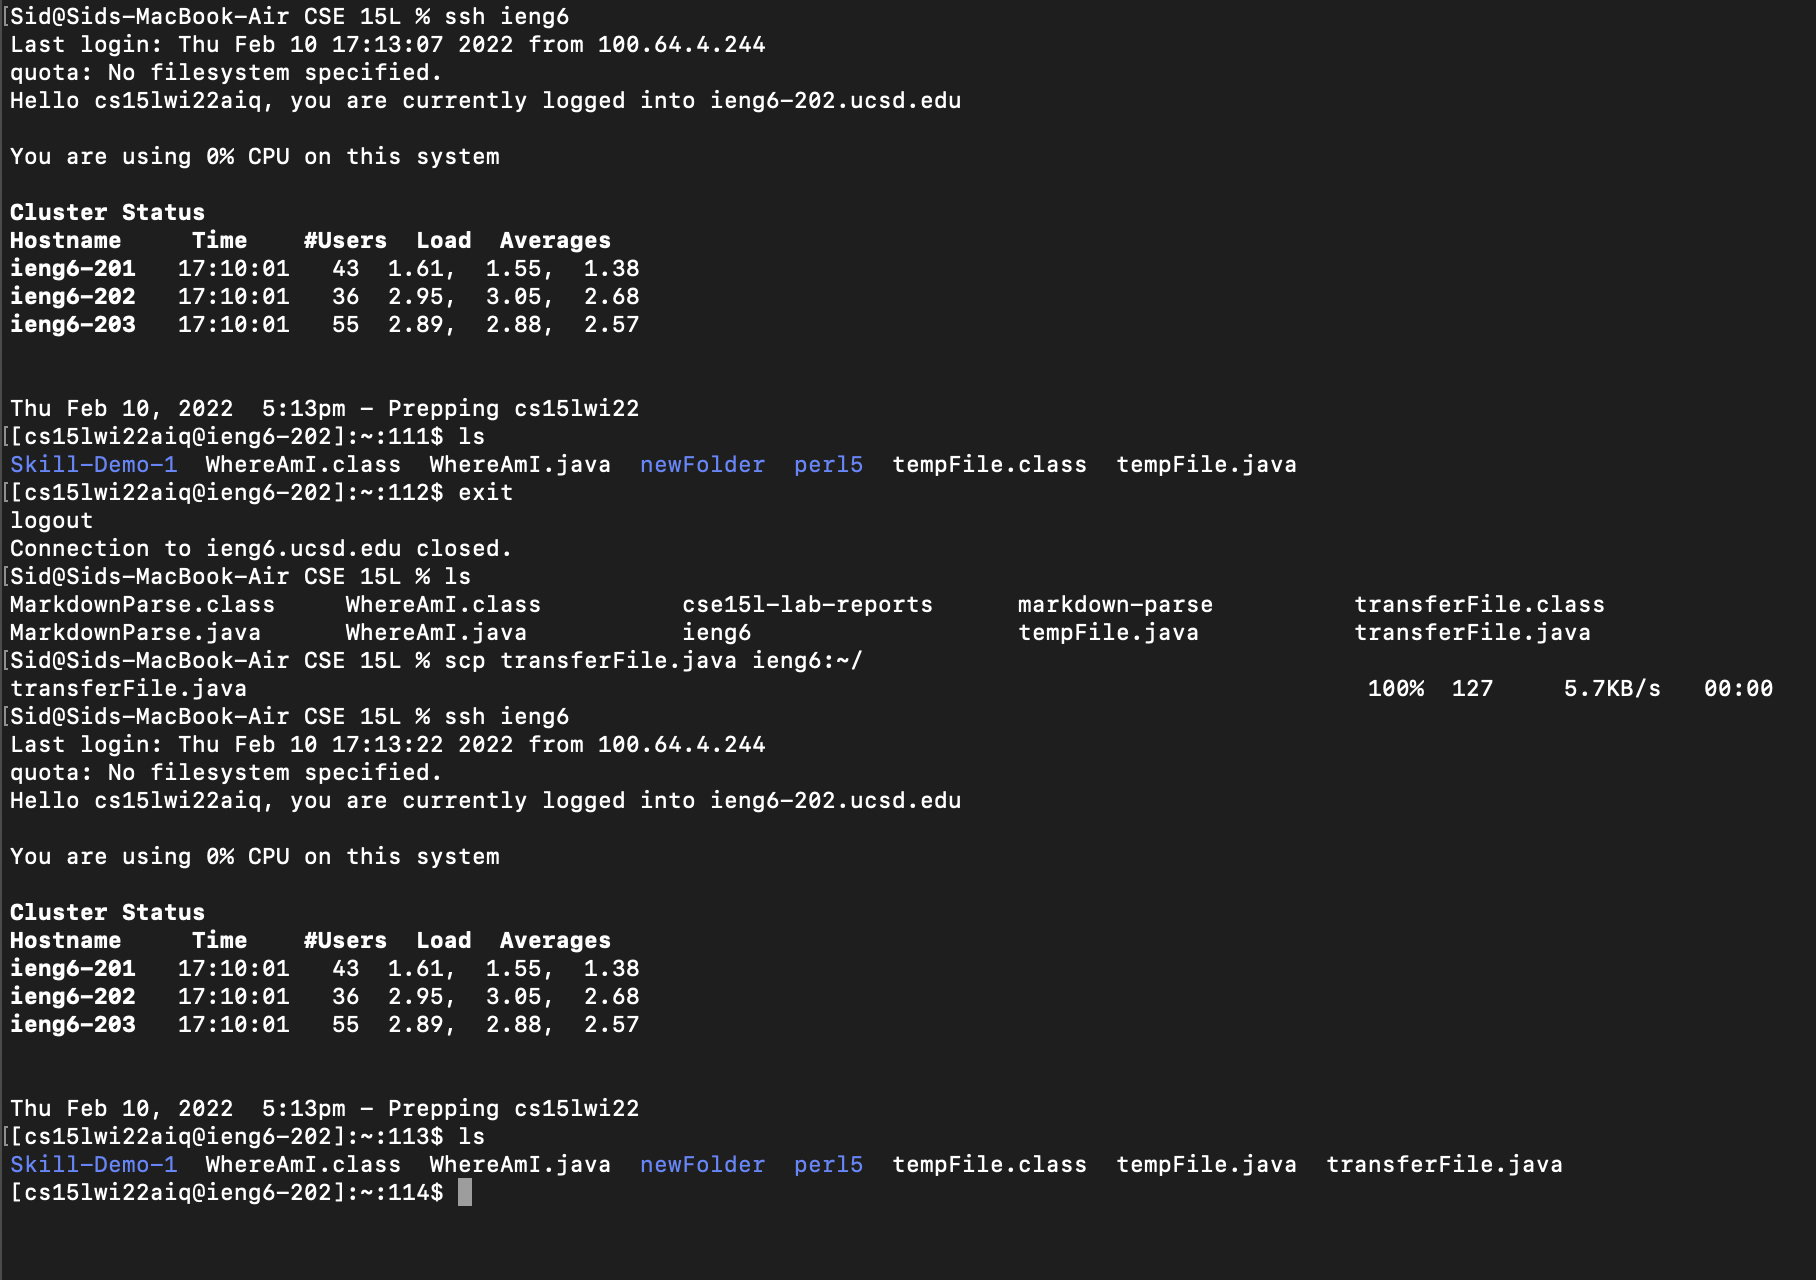 [Sid@Sids-MacBook-Air CSE 15L % ssh ieng6
Last login: Thu Feb 10 17:13:07 2022 from 100.64.4.244
quota: No filesystem specified.
Hello cs15lwi22aiq, you are currently logged into ieng6-202.ucsd.edu
You are using 0% CPU on this system
Cluster Status
Hostname     Time    #Users  Load  Averages
ieng6-201   17:10:01   43  1.61,  1.55,  1.38
ieng6-202   17:10:01   36  2.95,  3.05,  2.68
ieng6-203   17:10:01   55  2.89,  2.88,  2.57
Thu Feb 10, 2022  5:13pm - Prepping cs15lwi22
[[cs15lwi22aiq@ieng6-202]:~:111$ ls
Skill-Demo-1  WhereAmI.class  WhereAmI.java  newFolder  perl5  tempFile.class  tempFile.java
[[cs15lwi22aiq@ieng6-202]:~:112$ exit
logout
Connection to ieng6.ucsd.edu closed.
[Sid@Sids-MacBook-Air CSE 15L % ls
MarkdownParse.class     WhereAmI.class          cse15l-lab-reports      markdown-parse          transferFile.class
MarkdownParse.java      WhereAmI.java           ieng6                   tempFile.java           transferFile.java
[Sid@Sids-MacBook-Air CSE 15L % scp transferFile.java ieng6:~/
transferFile.java                                                                                100%  127     5.7KB/s   00:00
[Sid@Sids-MacBook-Air CSE 15L % ssh ieng6
Last login: Thu Feb 10 17:13:22 2022 from 100.64.4.244
quota: No filesystem specified.
Hello cs15lwi22aiq, you are currently logged into ieng6-202.ucsd.edu
You are using 0% CPU on this system
Cluster Status
Hostname     Time    #Users  Load  Averages
ieng6-201   17:10:01   43  1.61,  1.55,  1.38
ieng6-202   17:10:01   36  2.95,  3.05,  2.68
ieng6-203   17:10:01   55  2.89,  2.88,  2.57
Thu Feb 10, 2022  5:13pm - Prepping cs15lwi22
[[cs15lwi22aiq@ieng6-202]:~:113$ ls
Skill-Demo-1  WhereAmI.class  WhereAmI.java  newFolder  perl5  tempFile.class  tempFile.java  transferFile.java
[cs15lwi22aiq@ieng6-202]:~:114$